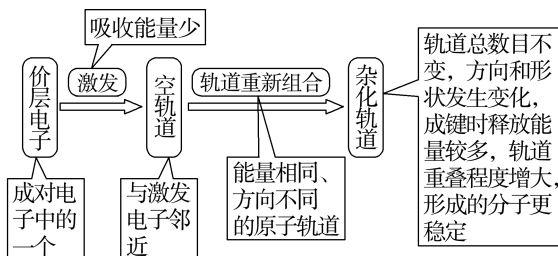 吸收能量少
价层电子
激发
空轨道
轨道重新组合
杂化轨道
成对电
子中的
一个
与激发
电子邻
近
能量相同、
方向不同
的原子轨道
轨道总数目不
变，方向和形
状发生变化，
成键时释放能
量较多，轨道
重叠程度增大，
形成的分子更
稳定